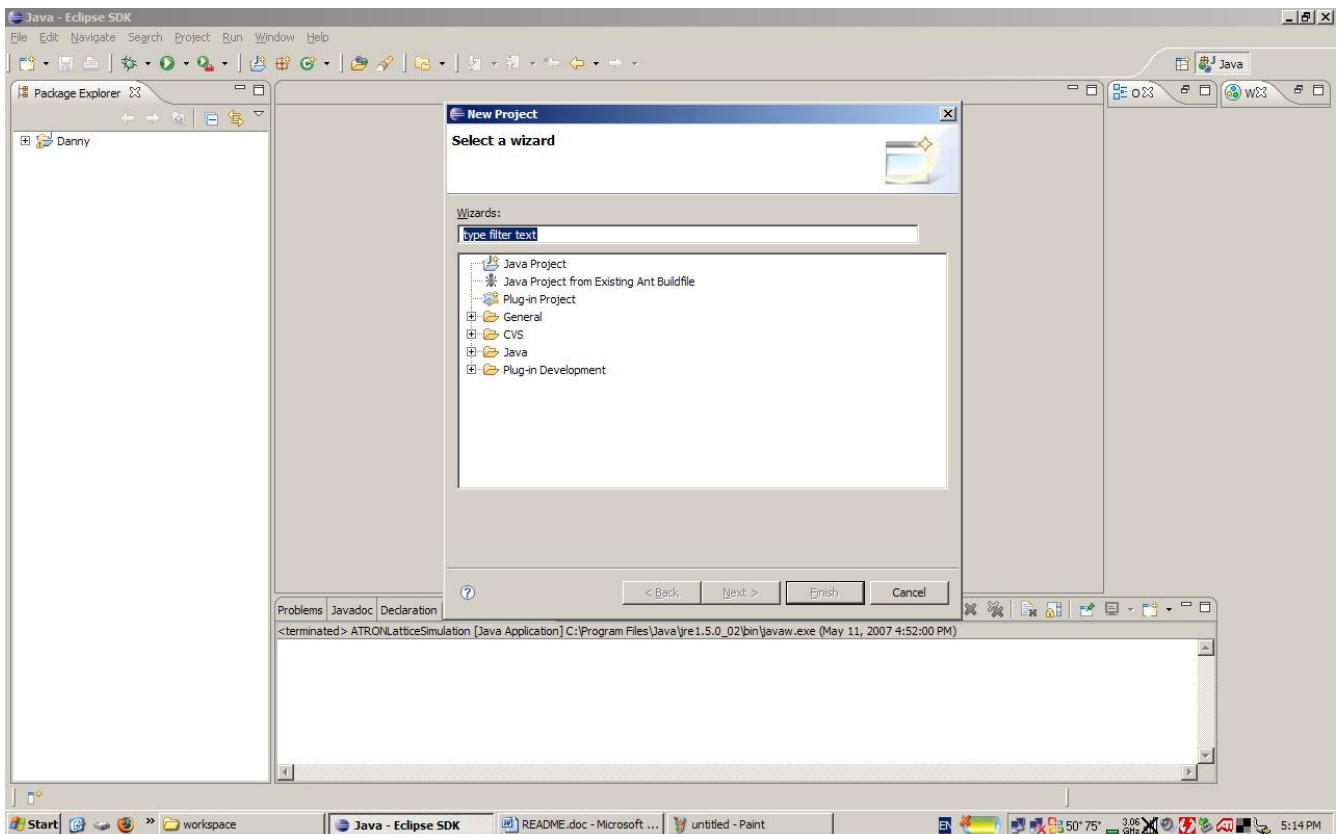 Java - Eclipse SDK
File Edit Navigate Search Project Run Window Help
Java
Package Explorer
Danny
New Project
Select a wizard
Wizards:
type filter text
Java Project
Java Project from Existing Ant Buildfile
Plug-in Project
General
CVS
Java
Plug-in Development
< Back Next > Finish Cancel
Problems Javadoc Declaration
<terminated> ATRONLatticeSimulation [Java Application] C:\Program Files\Java\jre1.5.0_02\bin\javaw.exe (May 11, 2007 4:52:00 PM)
Start workspace Java - Eclipse SDK README.doc - Microsoft ... untitled - Paint EN 50° 75° 3.06 GHz 5:14 PM